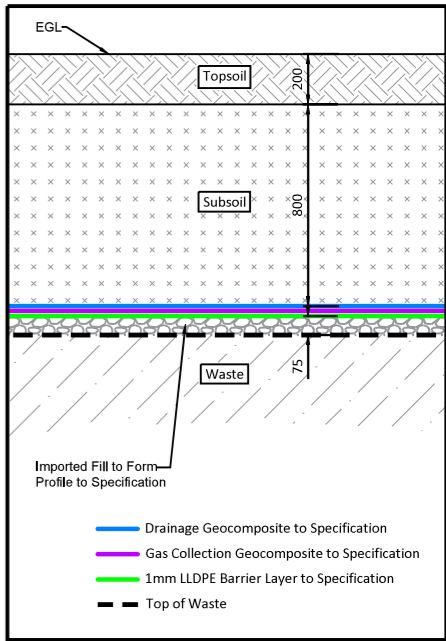 EGL
Topsoil
200
Subsoil
800
Waste
75
Imported Fill to Form
Profile to Specification
Drainage Geocomposite to Specification
Gas Collection Geocomposite to Specification
1mm LLDPE Barrier Layer to Specification
Top of Waste